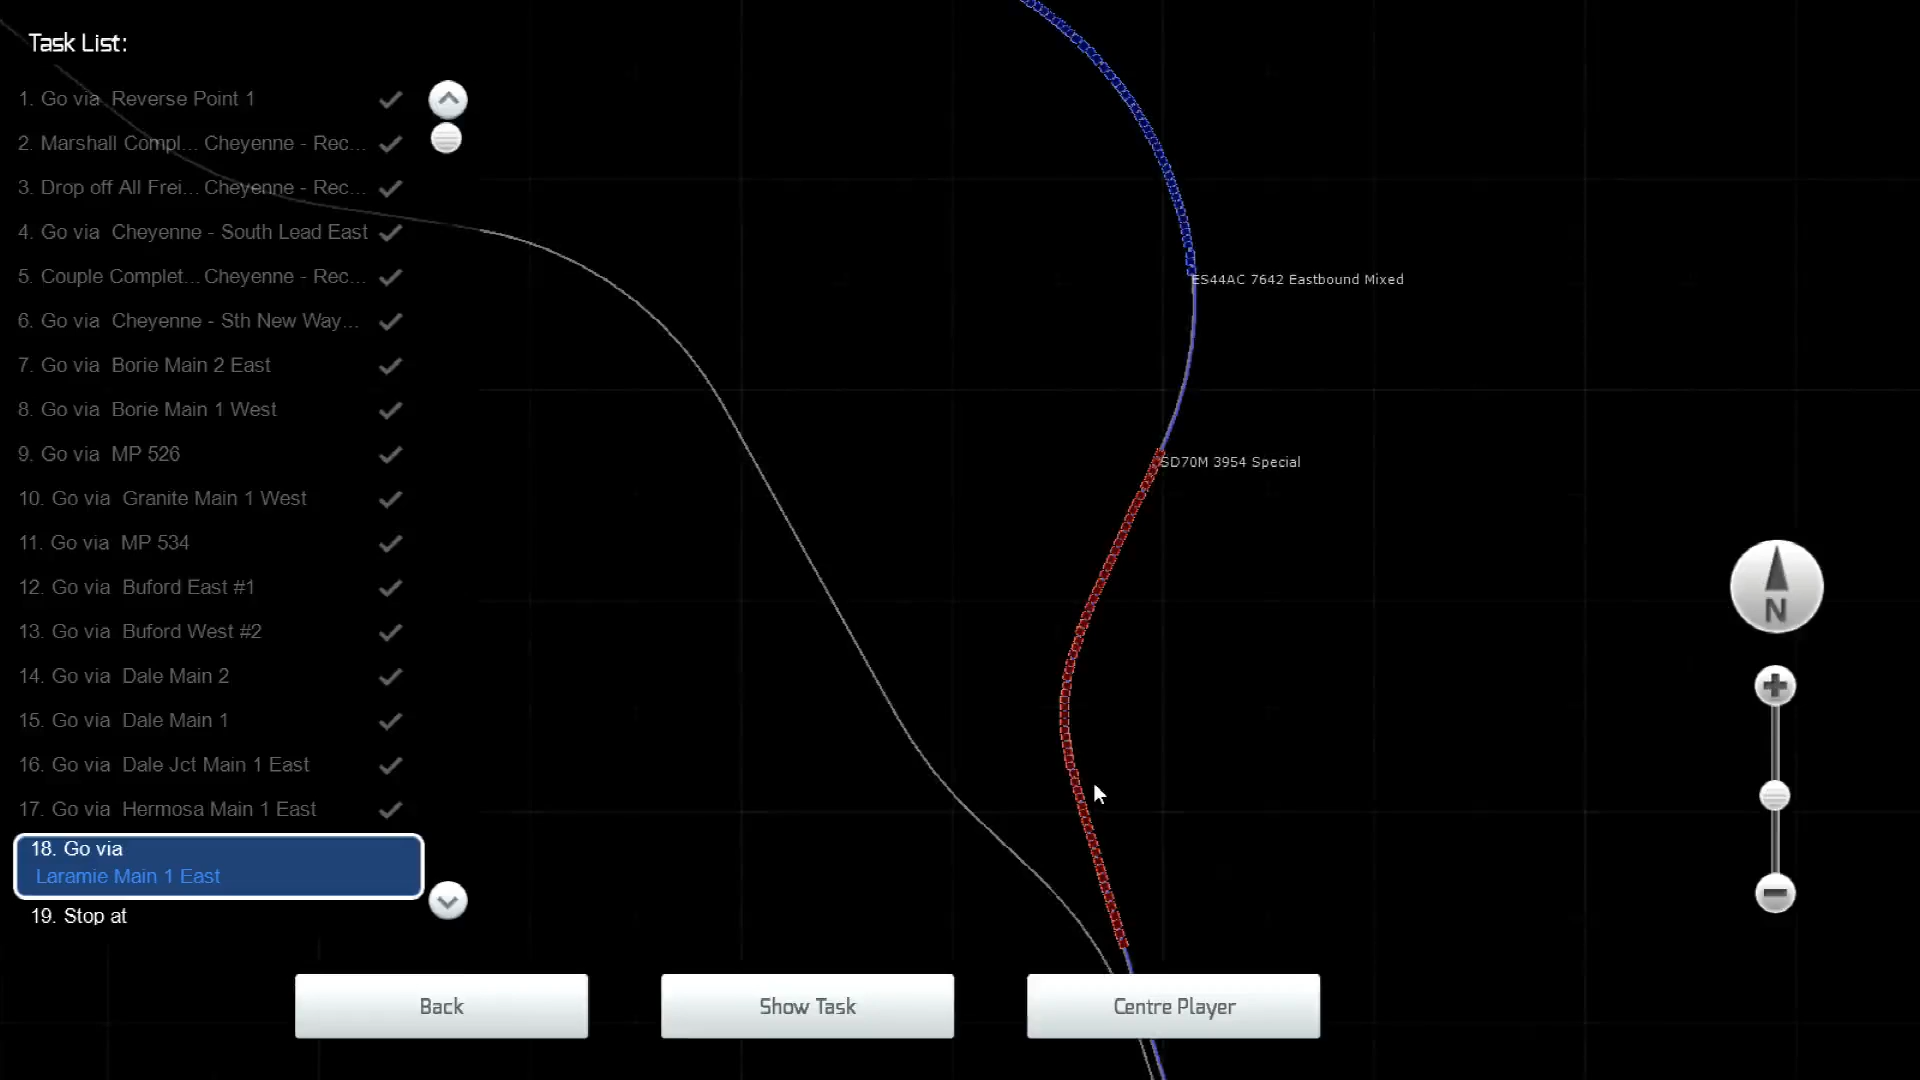 Task List:
1. Go via Reverse Point 1
2. Marshall Compl... Cheyenne - Rec...
3. Drop off All Frei... Cheyenne - Rec...
4. Go via Cheyenne - South Lead East
5. Couple Complet... Cheyenne - Rec...
6. Go via Cheyenne - Sth New Way...
7. Go via Borie Main 2 East
8. Go via Borie Main 1 West
9. Go via MP 526
10. Go via Granite Main 1 West
11. Go via MP 534
12. Go via Buford East #1
13. Go via Buford West #2
14. Go via Dale Main 2
15. Go via Dale Main 1
16. Go via Dale Jct Main 1 East
17. Go via Hermosa Main 1 East
18. Go via
Laramie Main 1 East
19. Stop at
ES44AC 7642 Eastbound Mixed
SD70M 3954 Special
N
Back
Show Task
Centre Player